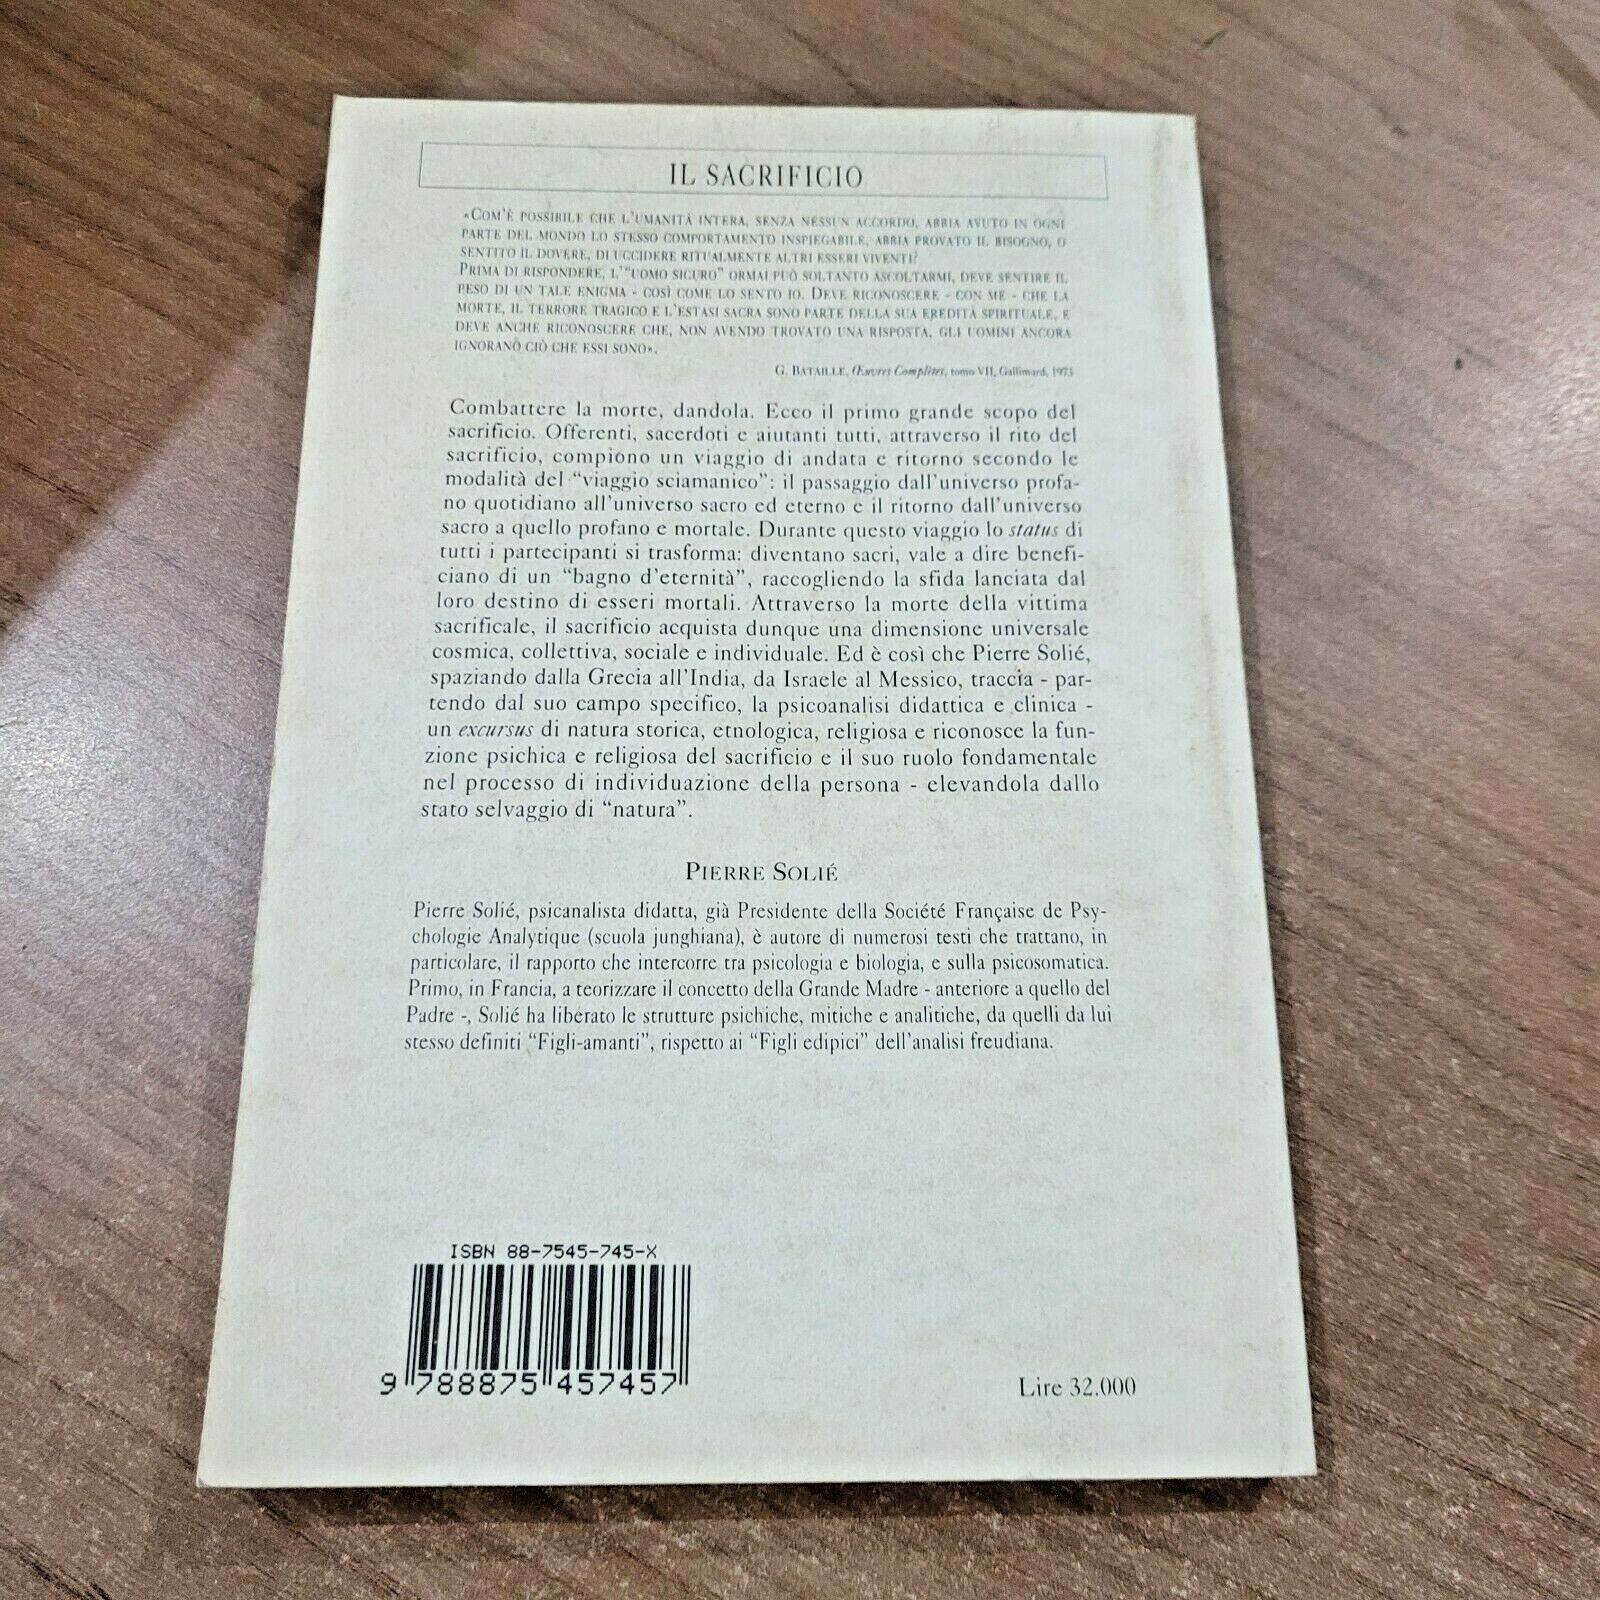 IL SACRIFICIO
«COM'È POSSIBILE CHE L'UMANITÀ INTERA, SENZA NESSUN ACCORDO, ABBIA AVUTO IN OGNI
PARTE DEL MONDO LO STESSO COMPORTAMENTO INSPIEGABILE, ABBIA PROVATO IL BISOGNO, O
SENTITO IL DOVERE, DI UCCIDERE RITUALMENTE ALTRI ESSERI VIVENTI?
PRIMA DI RISPONDERE, L'"UOMO SICURO" ORMAI PUÒ SOLTANTO ASCOLTARMI, DEVE SENTIRE IL
PESO DI UN TALE ENIGMA - COSÌ COME LO SENTO IO. DEVE RICONOSCERE - CON ME - CHE LA
MORTE, IL TERRORE TRAGICO E L'ESTASI SACRA SONO PARTE DELLA SUA EREDITÀ SPIRITUALE, E
DEVE ANCHE RICONOSCERE CHE, NON AVENDO TROVATO UNA RISPOSTA, GLI UOMINI ANCORA
IGNORANO CIÒ CHE ESSI SONO».
G. BATAILLE, Œuvres Complètes, tomo VII, Gallimard, 1973
Combattere la morte, dandola. Ecco il primo grande scopo del
sacrificio. Offerenti, sacerdoti e aiutanti tutti, attraverso il rito del
sacrificio, compiono un viaggio di andata e ritorno secondo le
modalità del "viaggio sciamanico": il passaggio dall'universo profa-
no quotidiano all'universo sacro ed eterno e il ritorno dall'universo
sacro a quello profano e mortale. Durante questo viaggio lo status di
tutti i partecipanti si trasforma: diventano sacri, vale a dire benefi-
ciano di un "bagno d'eternità", raccogliendo la sfida lanciata dal
loro destino di esseri mortali. Attraverso la morte della vittima
sacrificale, il sacrificio acquista dunque una dimensione universale
cosmica, collettiva, sociale e individuale. Ed è così che Pierre Solié,
spaziando dalla Grecia all'India, da Israele al Messico, traccia - par-
tendo dal suo campo specifico, la psicoanalisi didattica e clinica -
un excursus di natura storica, etnologica, religiosa e riconosce la fun-
zione psichica e religiosa del sacrificio e il suo ruolo fondamentale
nel processo di individuazione della persona - elevandola dallo
stato selvaggio di "natura".
PIERRE SOLIÉ
Pierre Solié, psicanalista didatta, già Presidente della Société Française de Psy-
chologie Analytique (scuola junghiana), è autore di numerosi testi che trattano, in
particolare, il rapporto che intercorre tra psicologia e biologia, e sulla psicosomatica.
Primo, in Francia, a teorizzare il concetto della Grande Madre - anteriore a quello del
Padre -, Solié ha liberato le strutture psichiche, mitiche e analitiche, da quelli da lui
stesso definiti "Figli-amanti", rispetto ai "Figli edipici" dell'analisi freudiana.
ISBN 88-7545-745-X
9 788875 457457
Lire 32.000